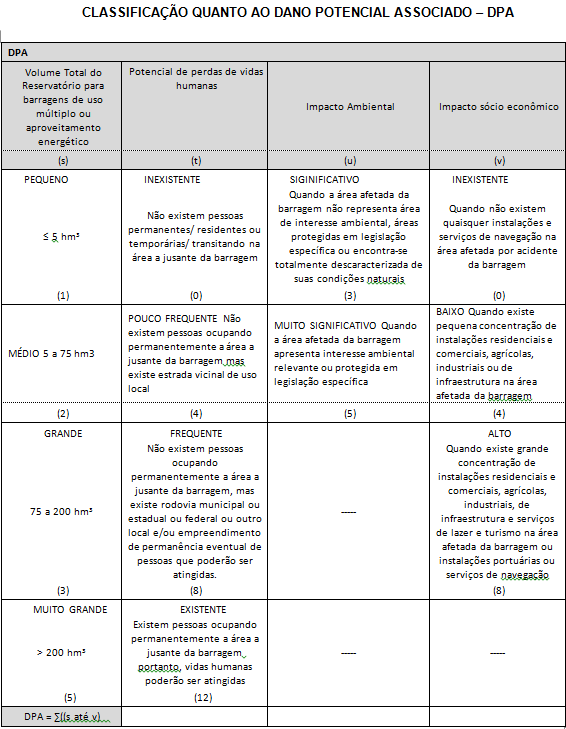 CLASSIFICAÇÃO QUANTO AO DANO POTENCIAL ASSOCIADO – DPA
DPA
Volume Total do
Reservatório para
barragens de uso
múltiplo ou
aproveitamento
energético
Potencial de perdas de vidas
humanas
Impacto Ambiental
Impacto sócio econômico
(s)
(t)
(u)
(v)
PEQUENO
≤ 5 hm³
(1)
INEXISTENTE
Não existem pessoas
permanentes/ residentes ou
temporárias/ transitando na
área a jusante da barragem
(0)
SIGINIFICATIVO
Quando a área afetada da
barragem não representa área
de interesse ambiental, áreas
protegidas em legislação
específica ou encontra-se
totalmente descaracterizada de
suas condições naturais
(3)
INEXISTENTE
Quando não existem
quaisquer instalações e
serviços de navegação na
área afetada por acidente
da barragem
(0)
MÉDIO 5 a 75 hm3
(2)
POUCO FREQUENTE Não
existem pessoas ocupando
permanentemente a área a
jusante da barragem mas
existe estrada vicinal de uso
local
(4)
MUITO SIGNIFICATIVO Quando
a área afetada da barragem
apresenta interesse ambiental
relevante ou protegida em
legislação específica
(5)
BAIXO Quando existe
pequena concentração de
instalações residenciais e
comerciais, agrícolas,
industriais ou de
infraestrutura na área
afetada da barragem
(4)
GRANDE
75 a 200 hm³
(3)
FREQUENTE
Não existem pessoas
ocupando
permanentemente a área a
jusante da barragem, mas
existe rodovia municipal ou
estadual ou federal ou outro
local e/ou empreendimento
de permanência eventual de
pessoas que poderão ser
atingidas.
(8)
-----
ALTO
Quando existe grande
concentração de
instalações residenciais e
comerciais, agrícolas,
industriais, de
infraestrutura e serviços
de lazer e turismo na área
afetada da barragem ou
instalações portuárias ou
serviços de navegação
(8)
MUITO GRANDE
> 200 hm³
(5)
EXISTENTE
Existem pessoas ocupando
permanentemente a área a
jusante da barragem,
portanto, vidas humanas
poderão ser atingidas
(12)
-----
-----
DPA = ∑((s até v)